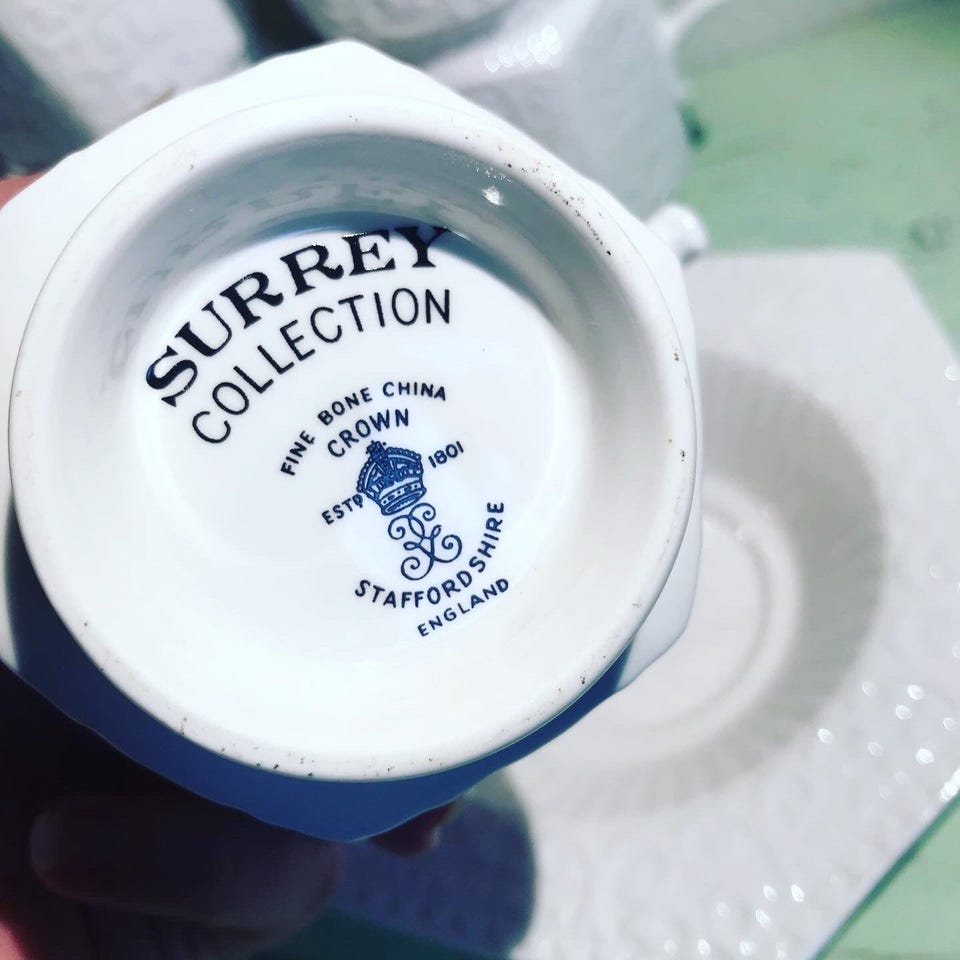 SURREY
COLLECTION
FINE BONE CHINA
CROWN
ESTD 1801
STAFFORDSHIRE
ENGLAND